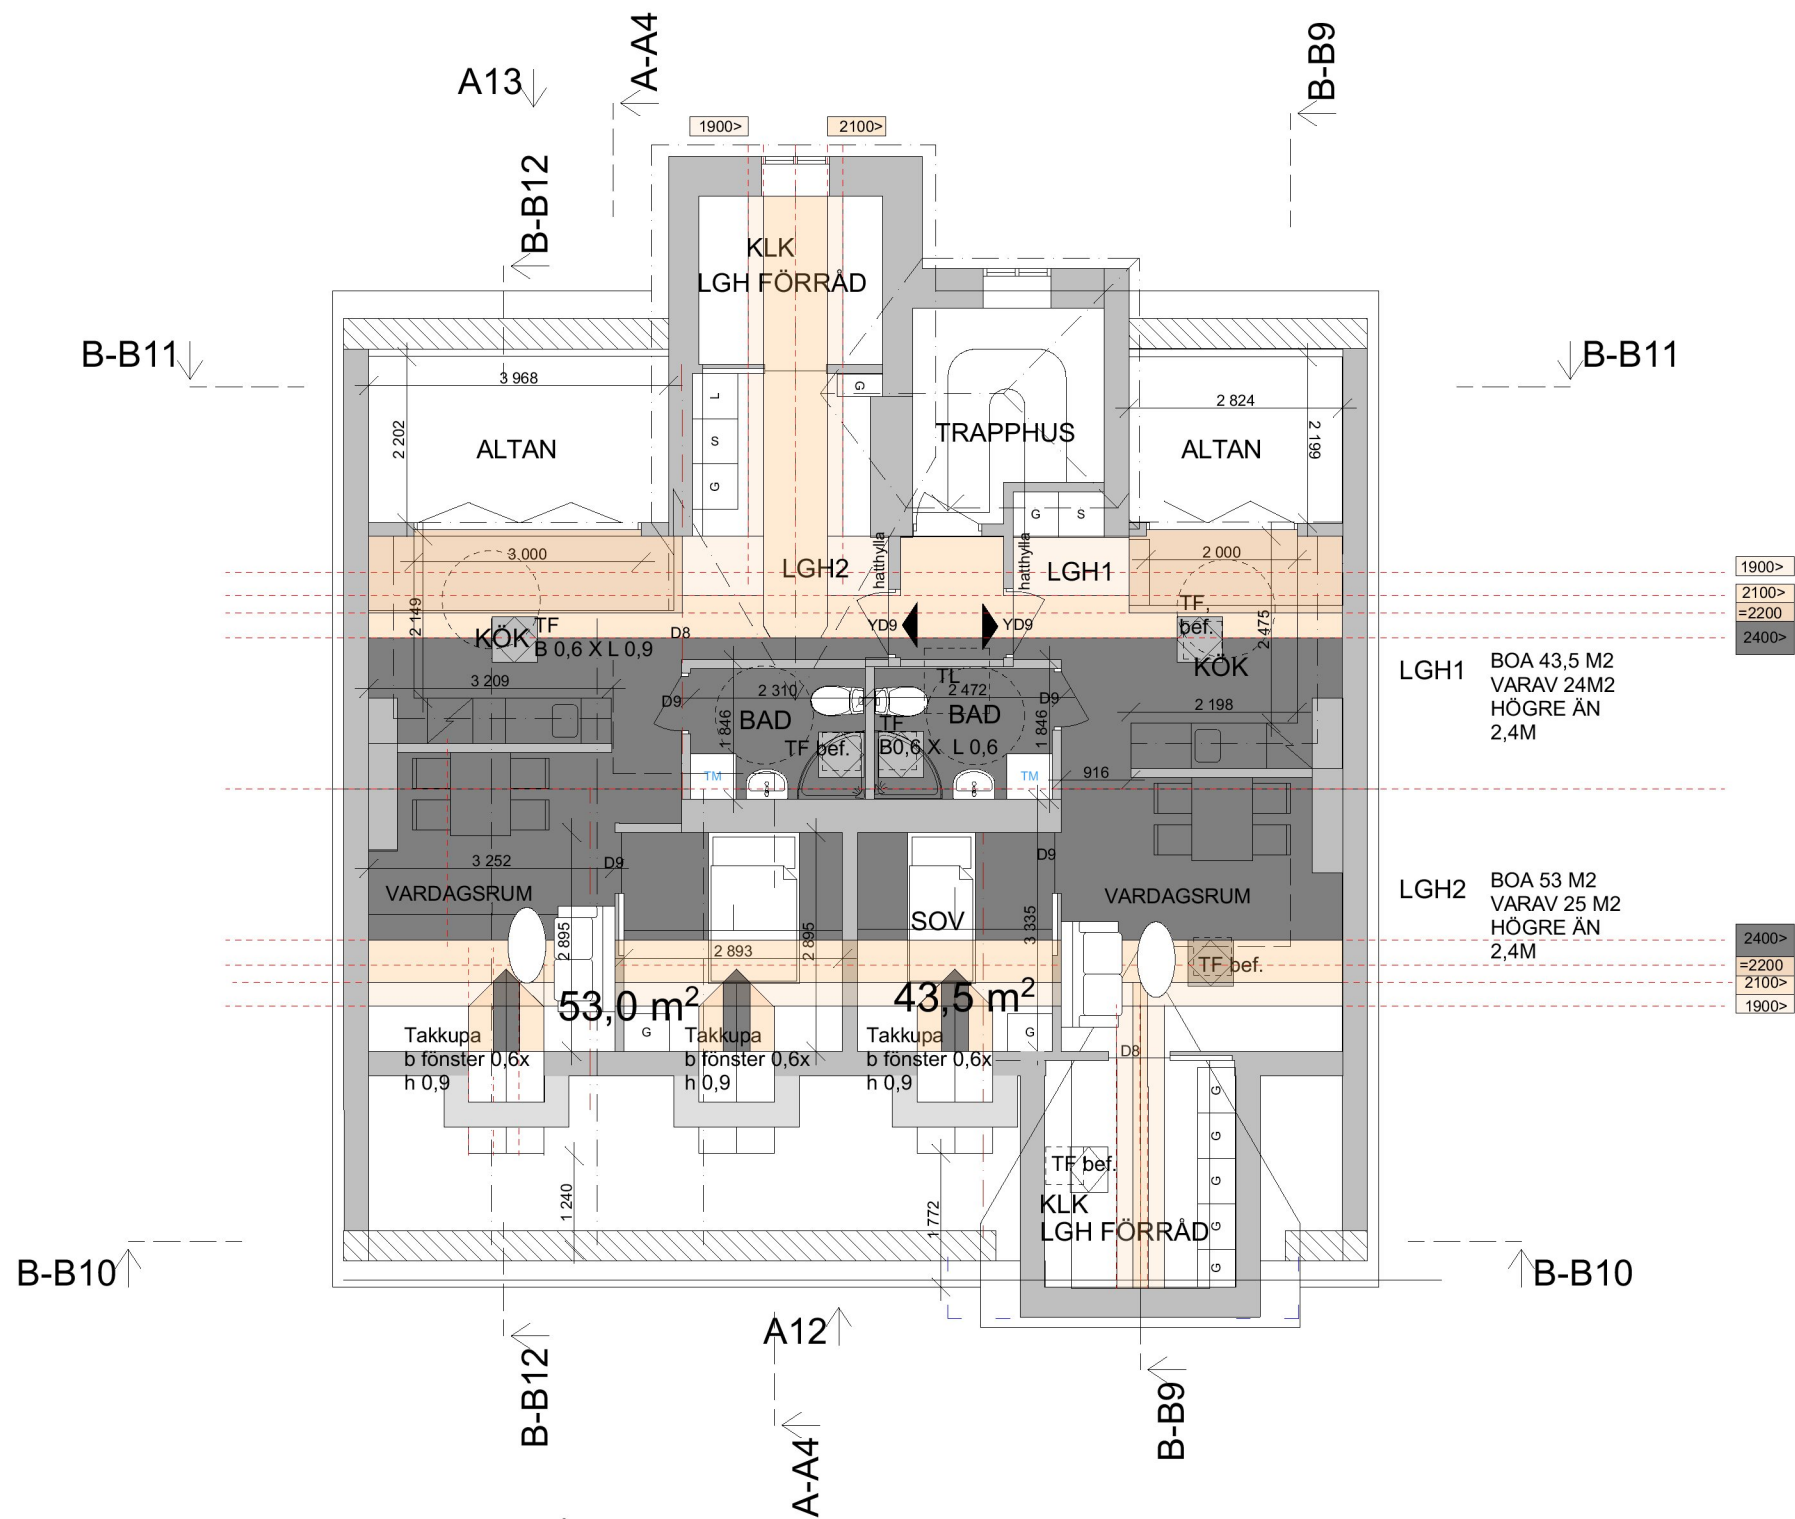 A13
A-A4
B-B9
1900>
2100>
B-B12
KLK
LGH FÖRRÅD
B-B11
B-B11
3 968
G
2 824
L
2 202
ALTAN
S
TRAPPHUS
ALTAN
2 199
G
G
S
3 000
LGH2
hatthylla
hatthylla
LGH1
2 000
1900>
2100>
=2200
2400>
2 149
KÖK
TF
B 0,6 X L 0,9
D8
YD9
YD9
TF,
bef.
2 475
KÖK
LGH1
BOA 43,5 M2
VARAV 24M2
HÖGRE ÄN
2,4M
3 209
D9
2 310
TL
2 472
D9
2 198
1 846
BAD
TF
BAD
1 846
TF bef.
B0,6 X L 0,6
TM
TM
916
3 252
D9
D9
VARDAGSRUM
VARDAGSRUM
LGH2
BOA 53 M2
VARAV 25 M2
HÖGRE ÄN
2,4M
SOV
2 895
2 893
2 895
3 335
TF bef.
2400>
=2200
2100>
1900>
53,0 m²
43,5 m²
G
G
Takkupa
b fönster 0,6x
h 0,9
Takkupa
b fönster 0,6x
h 0,9
Takkupa
b fönster 0,6x
h 0,9
D8
G
G
G
G
G
TF bef.
KLK
LGH FÖRRÅD
1 240
1 772
B-B10
B-B10
A12
B-B12
A-A4
B-B9